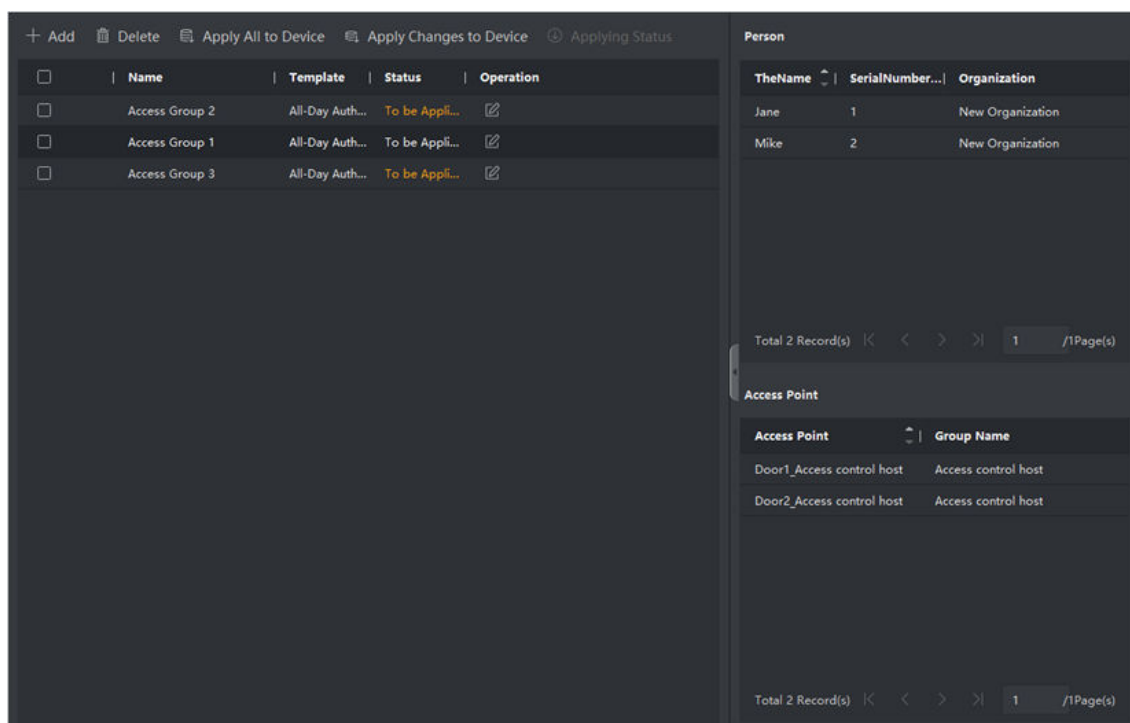 Add Delete Apply All to Device Apply Changes to Device Applying Status
Name Template Status Operation
Access Group 2 All-Day Auth... To be Appli...
Access Group 1 All-Day Auth... To be Appli...
Access Group 3 All-Day Auth... To be Appli...
Person
TheName SerialNumber... Organization
Jane 1 New Organization
Mike 2 New Organization
Total 2 Record(s) 1 /1Page(s)
Access Point
Access Point Group Name
Door1_Access control host Access control host
Door2_Access control host Access control host
Total 2 Record(s) 1 /1Page(s)